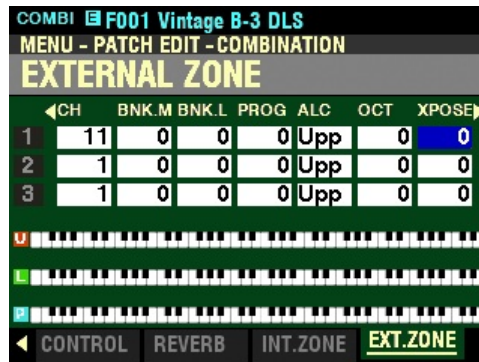 COMBI E F001 Vintage B-3 DLS
MENU - PATCH EDIT -COMBINATION
EXTERNAL ZONE
CH BNK.M BNK.L PROG ALC OCT XPOSE
1 11 0 0 0 Upp 0 0
2 1 0 0 0 Upp 0 0
3 1 0 0 0 Upp 0 0
U
L
P
CONTROL REVERB INT.ZONE EXT.ZONE